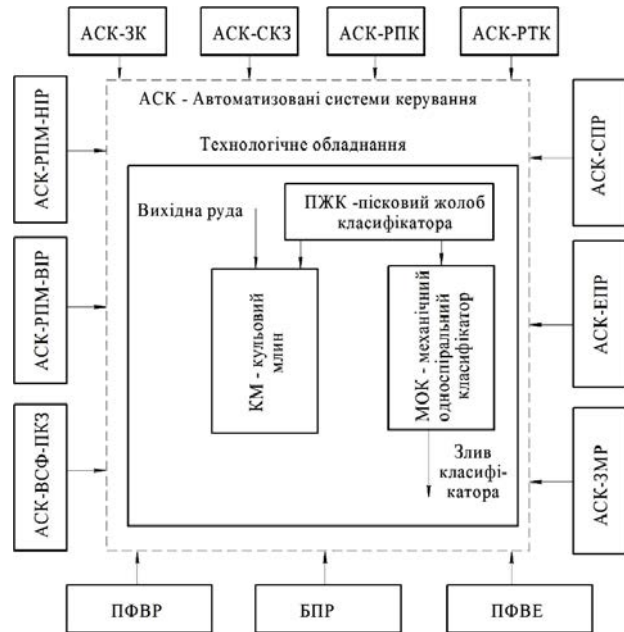 АСК-ЗК
АСК-СКЗ
АСК-РПК
АСК-РТК
АСК - Автоматизовані системи керування
Технологічне обладнання
АСК-РПМ-НІР
АСК-РПМ-ВІР
АСК-ВСФ-ПКЗ
Вихідна руда
ПЖК -пісковий жолоб
класифікатора
КМ - кульовий
млин
МОК - механічний
односпіральний
класифікатор
Злив
класифі-
катора
АСК-СПР
АСК-ЕПР
АСК-ЗМР
ПФВР
БПР
ПФВЕ